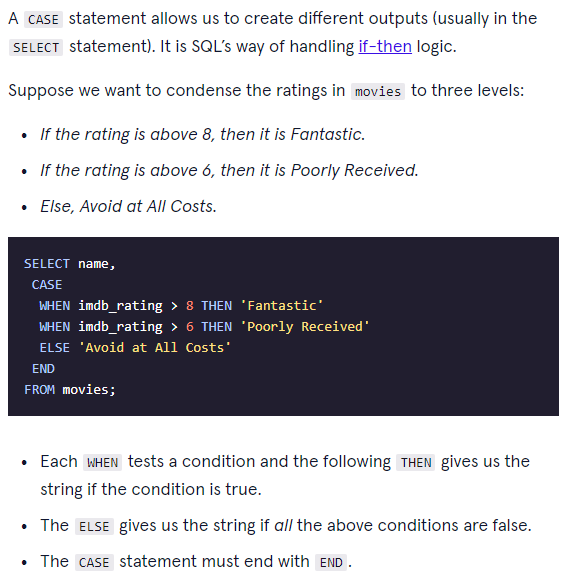 A CASE statement allows us to create different outputs (usually in the
SELECT statement). It is SQL’s way of handling if-then logic.
Suppose we want to condense the ratings in movies to three levels:
• If the rating is above 8, then it is Fantastic.
• If the rating is above 6, then it is Poorly Received.
• Else, Avoid at All Costs.
SELECT name,
 CASE
  WHEN imdb_rating > 8 THEN 'Fantastic'
  WHEN imdb_rating > 6 THEN 'Poorly Received'
  ELSE 'Avoid at All Costs'
 END
FROM movies;
• Each WHEN tests a condition and the following THEN gives us the
string if the condition is true.
• The ELSE gives us the string if all the above conditions are false.
• The CASE statement must end with END .